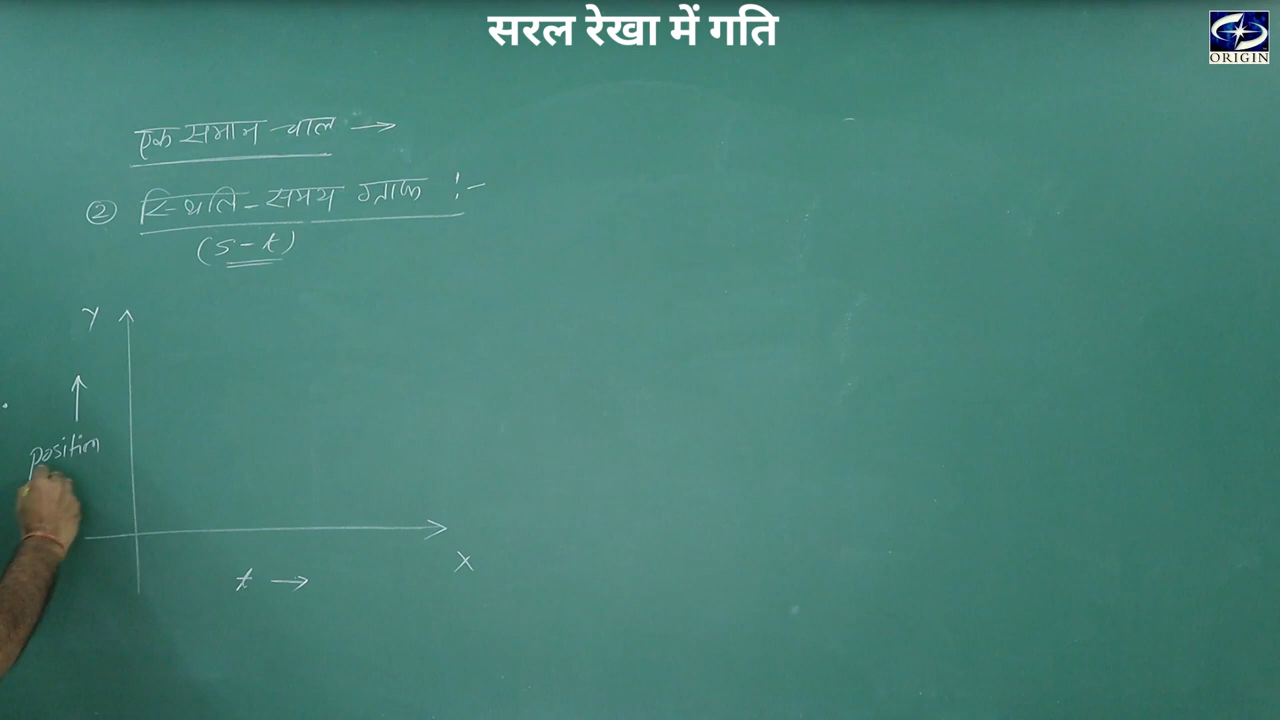 सरल रेखा में गति
ORIGIN
एक समान चाल →
② स्थिति-समय ग्राफ :-
(s-t)
Y
↑
position
X
t →